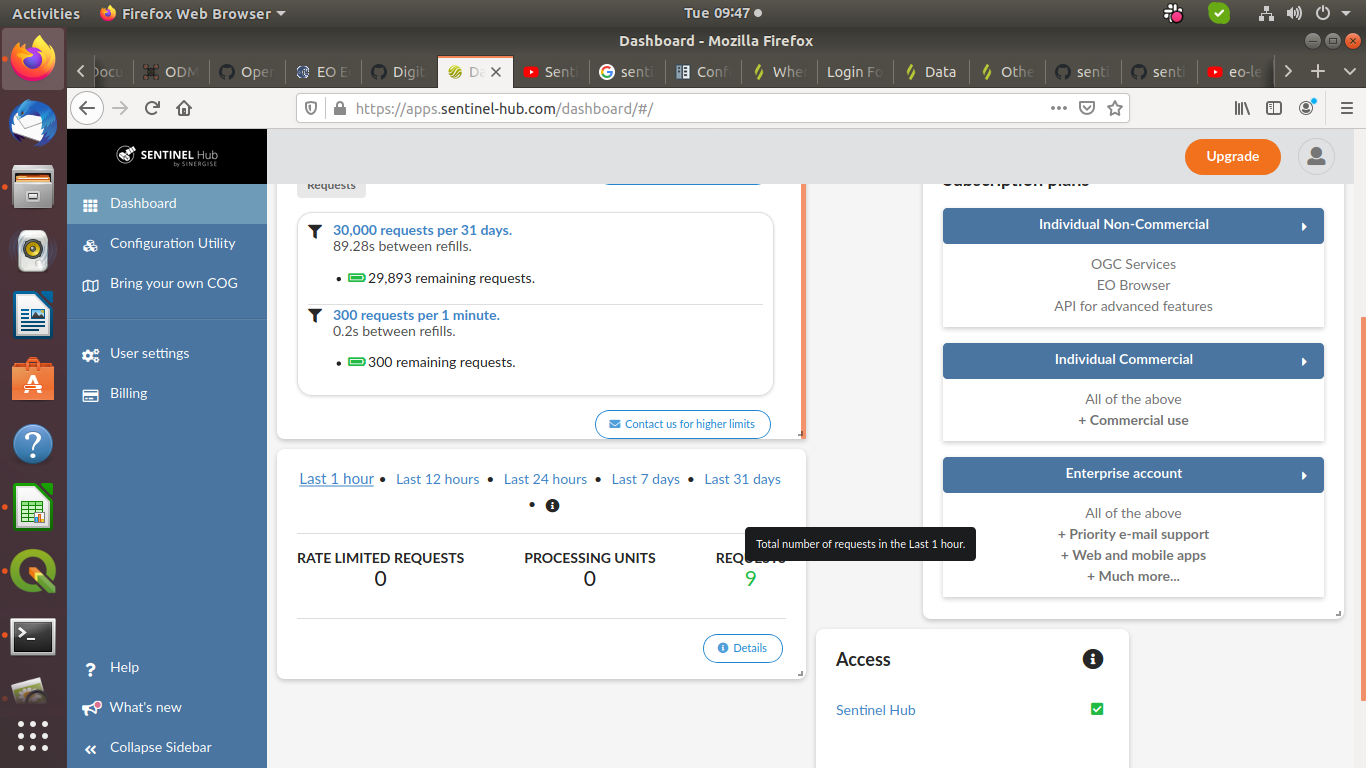 Activities
Firefox Web Browser
Tue 09:47
Dashboard - Mozilla Firefox
ODM
Oper
EO
Digit
Da
Senti
senti
Conf
Login Fo
Data
Othe
senti
senti
eo-le
https://apps.sentinel-hub.com/dashboard/#/
SENTINEL Hub
by SINERGISE
Upgrade
Dashboard
Configuration Utility
Bring your own COG
User settings
Billing
Help
What's new
Collapse Sidebar
Requests
30,000 requests per 31 days.
89.28s between refills.
• 29,893 remaining requests.
300 requests per 1 minute.
0.2s between refills.
• 300 remaining requests.
Contact us for higher limits
Last 1 hour • Last 12 hours • Last 24 hours • Last 7 days • Last 31 days
•
Total number of requests in the Last 1 hour.
RATE LIMITED REQUESTS
0
PROCESSING UNITS
0
REQUESTS
9
Details
Subscription plans
Individual Non-Commercial
OGC Services
EO Browser
API for advanced features
Individual Commercial
All of the above
+ Commercial use
Enterprise account
All of the above
+ Priority e-mail support
+ Web and mobile apps
+ Much more...
Access
Sentinel Hub